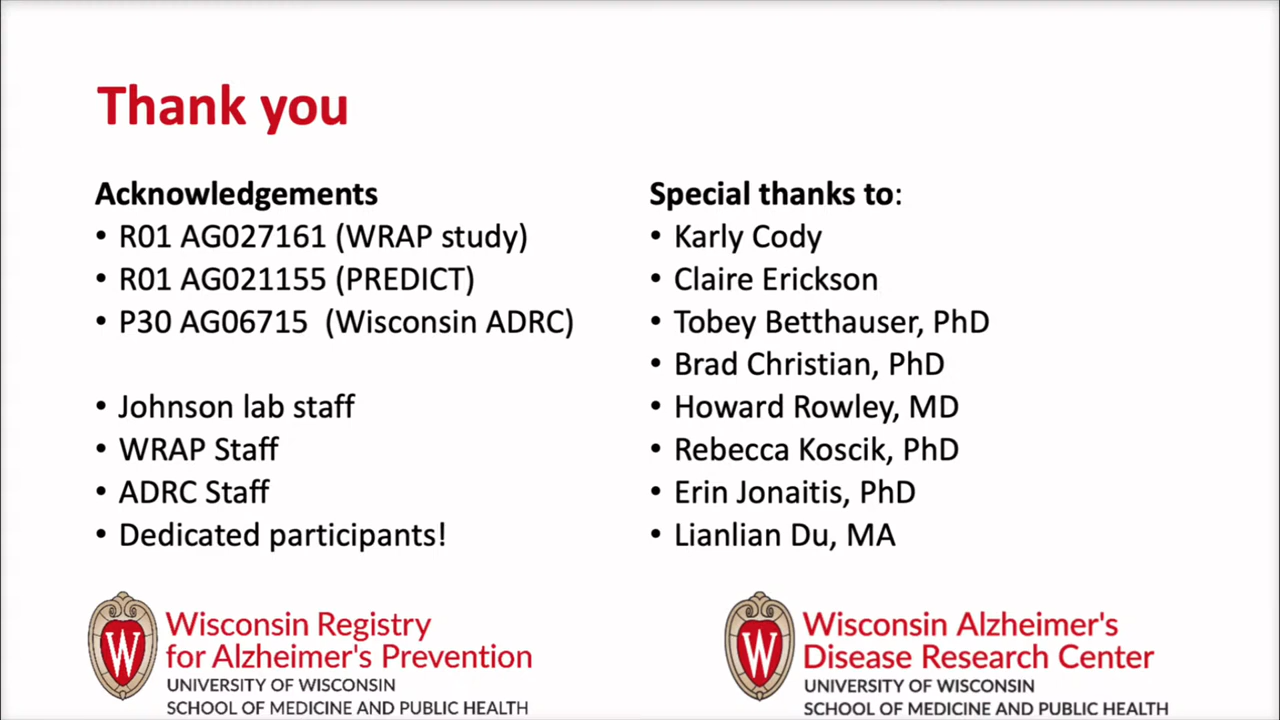 Thank you
Acknowledgements
• R01 AG027161 (WRAP study)
• R01 AG021155 (PREDICT)
• P30 AG06715  (Wisconsin ADRC)
• Johnson lab staff
• WRAP Staff
• ADRC Staff
• Dedicated participants!
Special thanks to:
• Karly Cody
• Claire Erickson
• Tobey Betthauser, PhD
• Brad Christian, PhD
• Howard Rowley, MD
• Rebecca Koscik, PhD
• Erin Jonaitis, PhD
• Lianlian Du, MA
W
Wisconsin Registry
for Alzheimer's Prevention
UNIVERSITY OF WISCONSIN
SCHOOL OF MEDICINE AND PUBLIC HEALTH
W
Wisconsin Alzheimer's
Disease Research Center
UNIVERSITY OF WISCONSIN
SCHOOL OF MEDICINE AND PUBLIC HEALTH